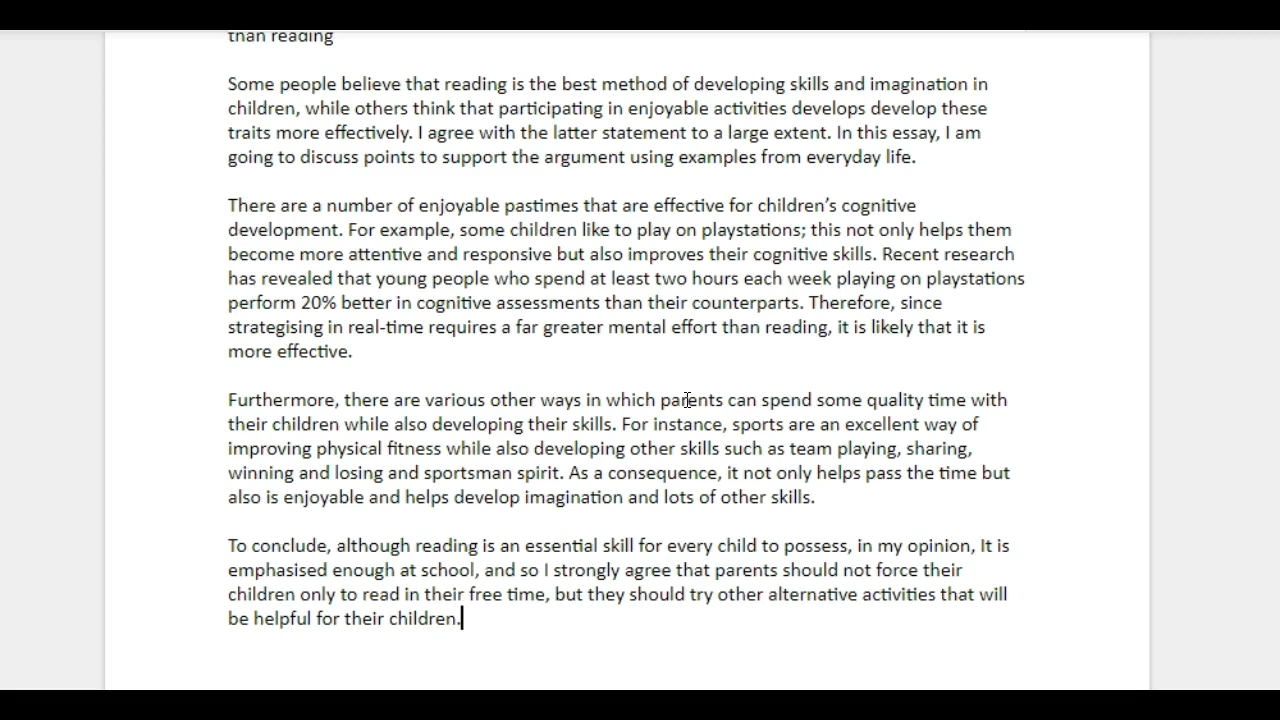 than reading
Some people believe that reading is the best method of developing skills and imagination in
children, while others think that participating in enjoyable activities develops develop these
traits more effectively. I agree with the latter statement to a large extent. In this essay, I am
going to discuss points to support the argument using examples from everyday life.
There are a number of enjoyable pastimes that are effective for children’s cognitive
development. For example, some children like to play on playstations; this not only helps them
become more attentive and responsive but also improves their cognitive skills. Recent research
has revealed that young people who spend at least two hours each week playing on playstations
perform 20% better in cognitive assessments than their counterparts. Therefore, since
strategising in real-time requires a far greater mental effort than reading, it is likely that it is
more effective.
Furthermore, there are various other ways in which parents can spend some quality time with
their children while also developing their skills. For instance, sports are an excellent way of
improving physical fitness while also developing other skills such as team playing, sharing,
winning and losing and sportsman spirit. As a consequence, it not only helps pass the time but
also is enjoyable and helps develop imagination and lots of other skills.
To conclude, although reading is an essential skill for every child to possess, in my opinion, It is
emphasised enough at school, and so I strongly agree that parents should not force their
children only to read in their free time, but they should try other alternative activities that will
be helpful for their children.